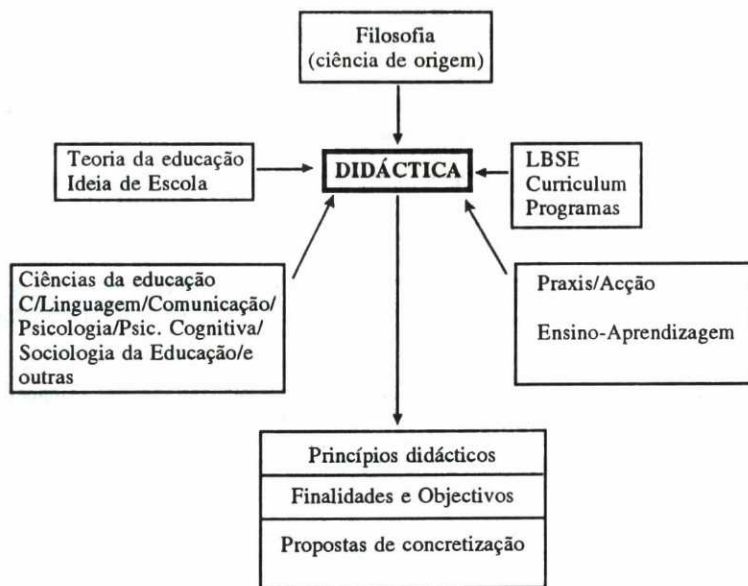 Filosofia
(ciência de origem)
Teoria da educação
Ideia de Escola
DIDÁCTICA
LBSE
Curriculum
Programas
Ciências da educação
C/Linguagem/Comunicação/
Psicologia/Psic. Cognitiva/
Sociologia da Educação/e
outras
Praxis/Acção
Ensino-Aprendizagem
Princípios didácticos
Finalidades e Objectivos
Propostas de concretização